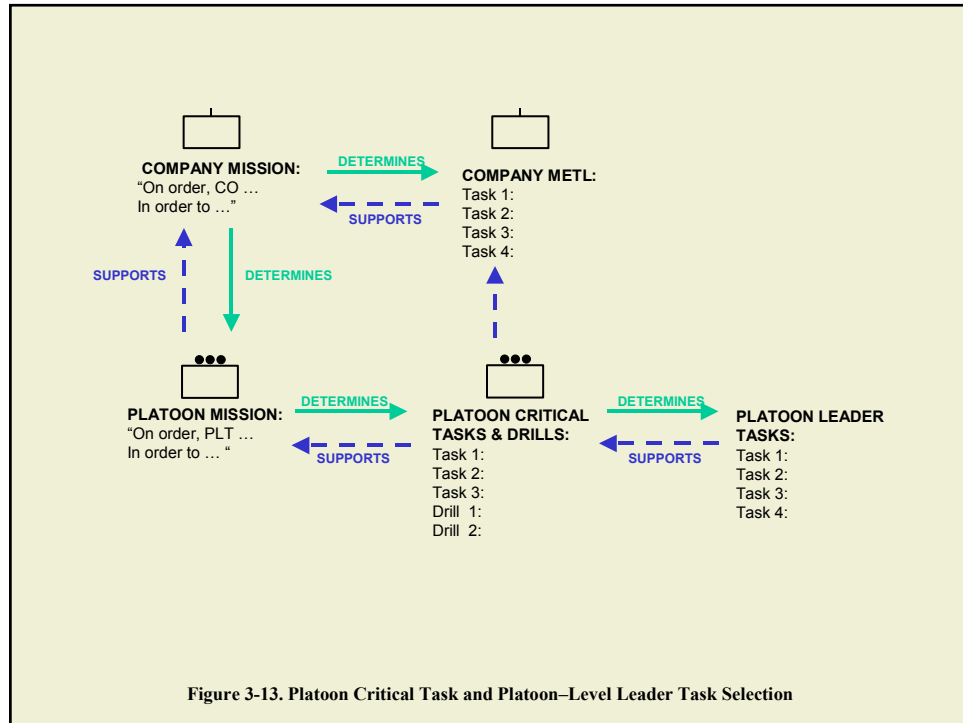 COMPANY MISSION:
"On order, CO …
In order to …"
DETERMINES
SUPPORTS
COMPANY METL:
Task 1:
Task 2:
Task 3:
Task 4:
SUPPORTS
DETERMINES
PLATOON MISSION:
"On order, PLT …
In order to … "
DETERMINES
SUPPORTS
PLATOON CRITICAL
TASKS & DRILLS:
Task 1:
Task 2:
Task 3:
Drill 1:
Drill 2:
DETERMINES
SUPPORTS
PLATOON LEADER
TASKS:
Task 1:
Task 2:
Task 3:
Task 4:
Figure 3-13. Platoon Critical Task and Platoon–Level Leader Task Selection